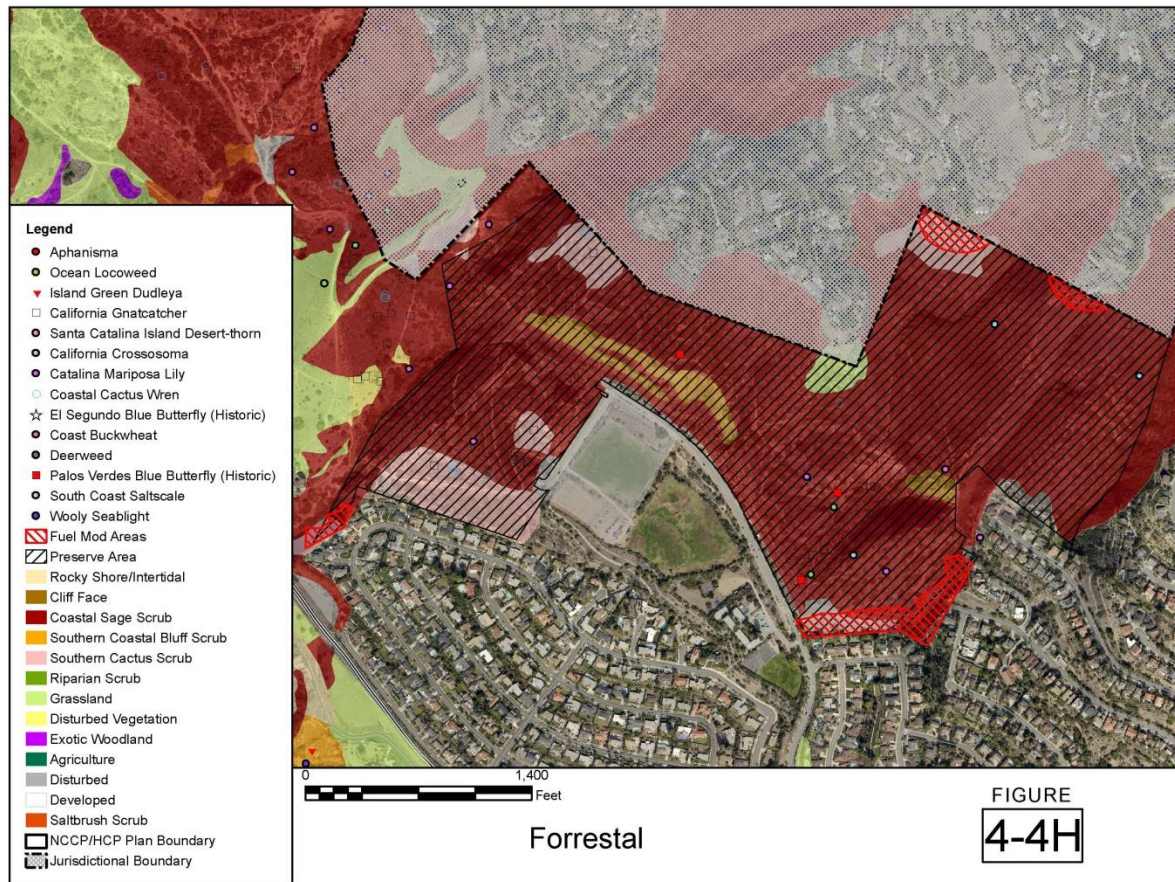 Legend
Aphanisma
Ocean Locoweed
Island Green Dudleya
California Gnatcatcher
Santa Catalina Island Desert-thorn
California Crossosoma
Catalina Mariposa Lily
Coastal Cactus Wren
El Segundo Blue Butterfly (Historic)
Coast Buckwheat
Deerweed
Palos Verdes Blue Butterfly (Historic)
South Coast Saltscale
Wooly Seablight
Fuel Mod Areas
Preserve Area
Rocky Shore/Intertidal
Cliff Face
Coastal Sage Scrub
Southern Coastal Bluff Scrub
Southern Cactus Scrub
Riparian Scrub
Grassland
Disturbed Vegetation
Exotic Woodland
Agriculture
Disturbed
Developed
Saltbrush Scrub
NCCP/HCP Plan Boundary
Jurisdictional Boundary
0 1,400
Feet
Forrestal
FIGURE
4-4H